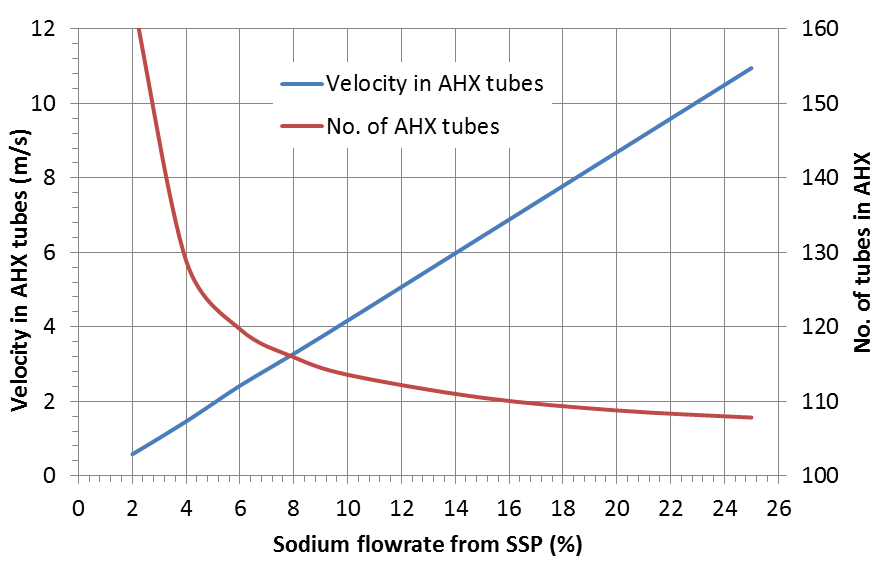 Velocity in AHX tubes (m/s)
12
10
8
6
4
2
0
Velocity in AHX tubes
No. of AHX tubes
160
150
140
130
120
110
100
No. of tubes in AHX
0 2 4 6 8 10 12 14 16 18 20 22 24 26
Sodium flowrate from SSP (%)